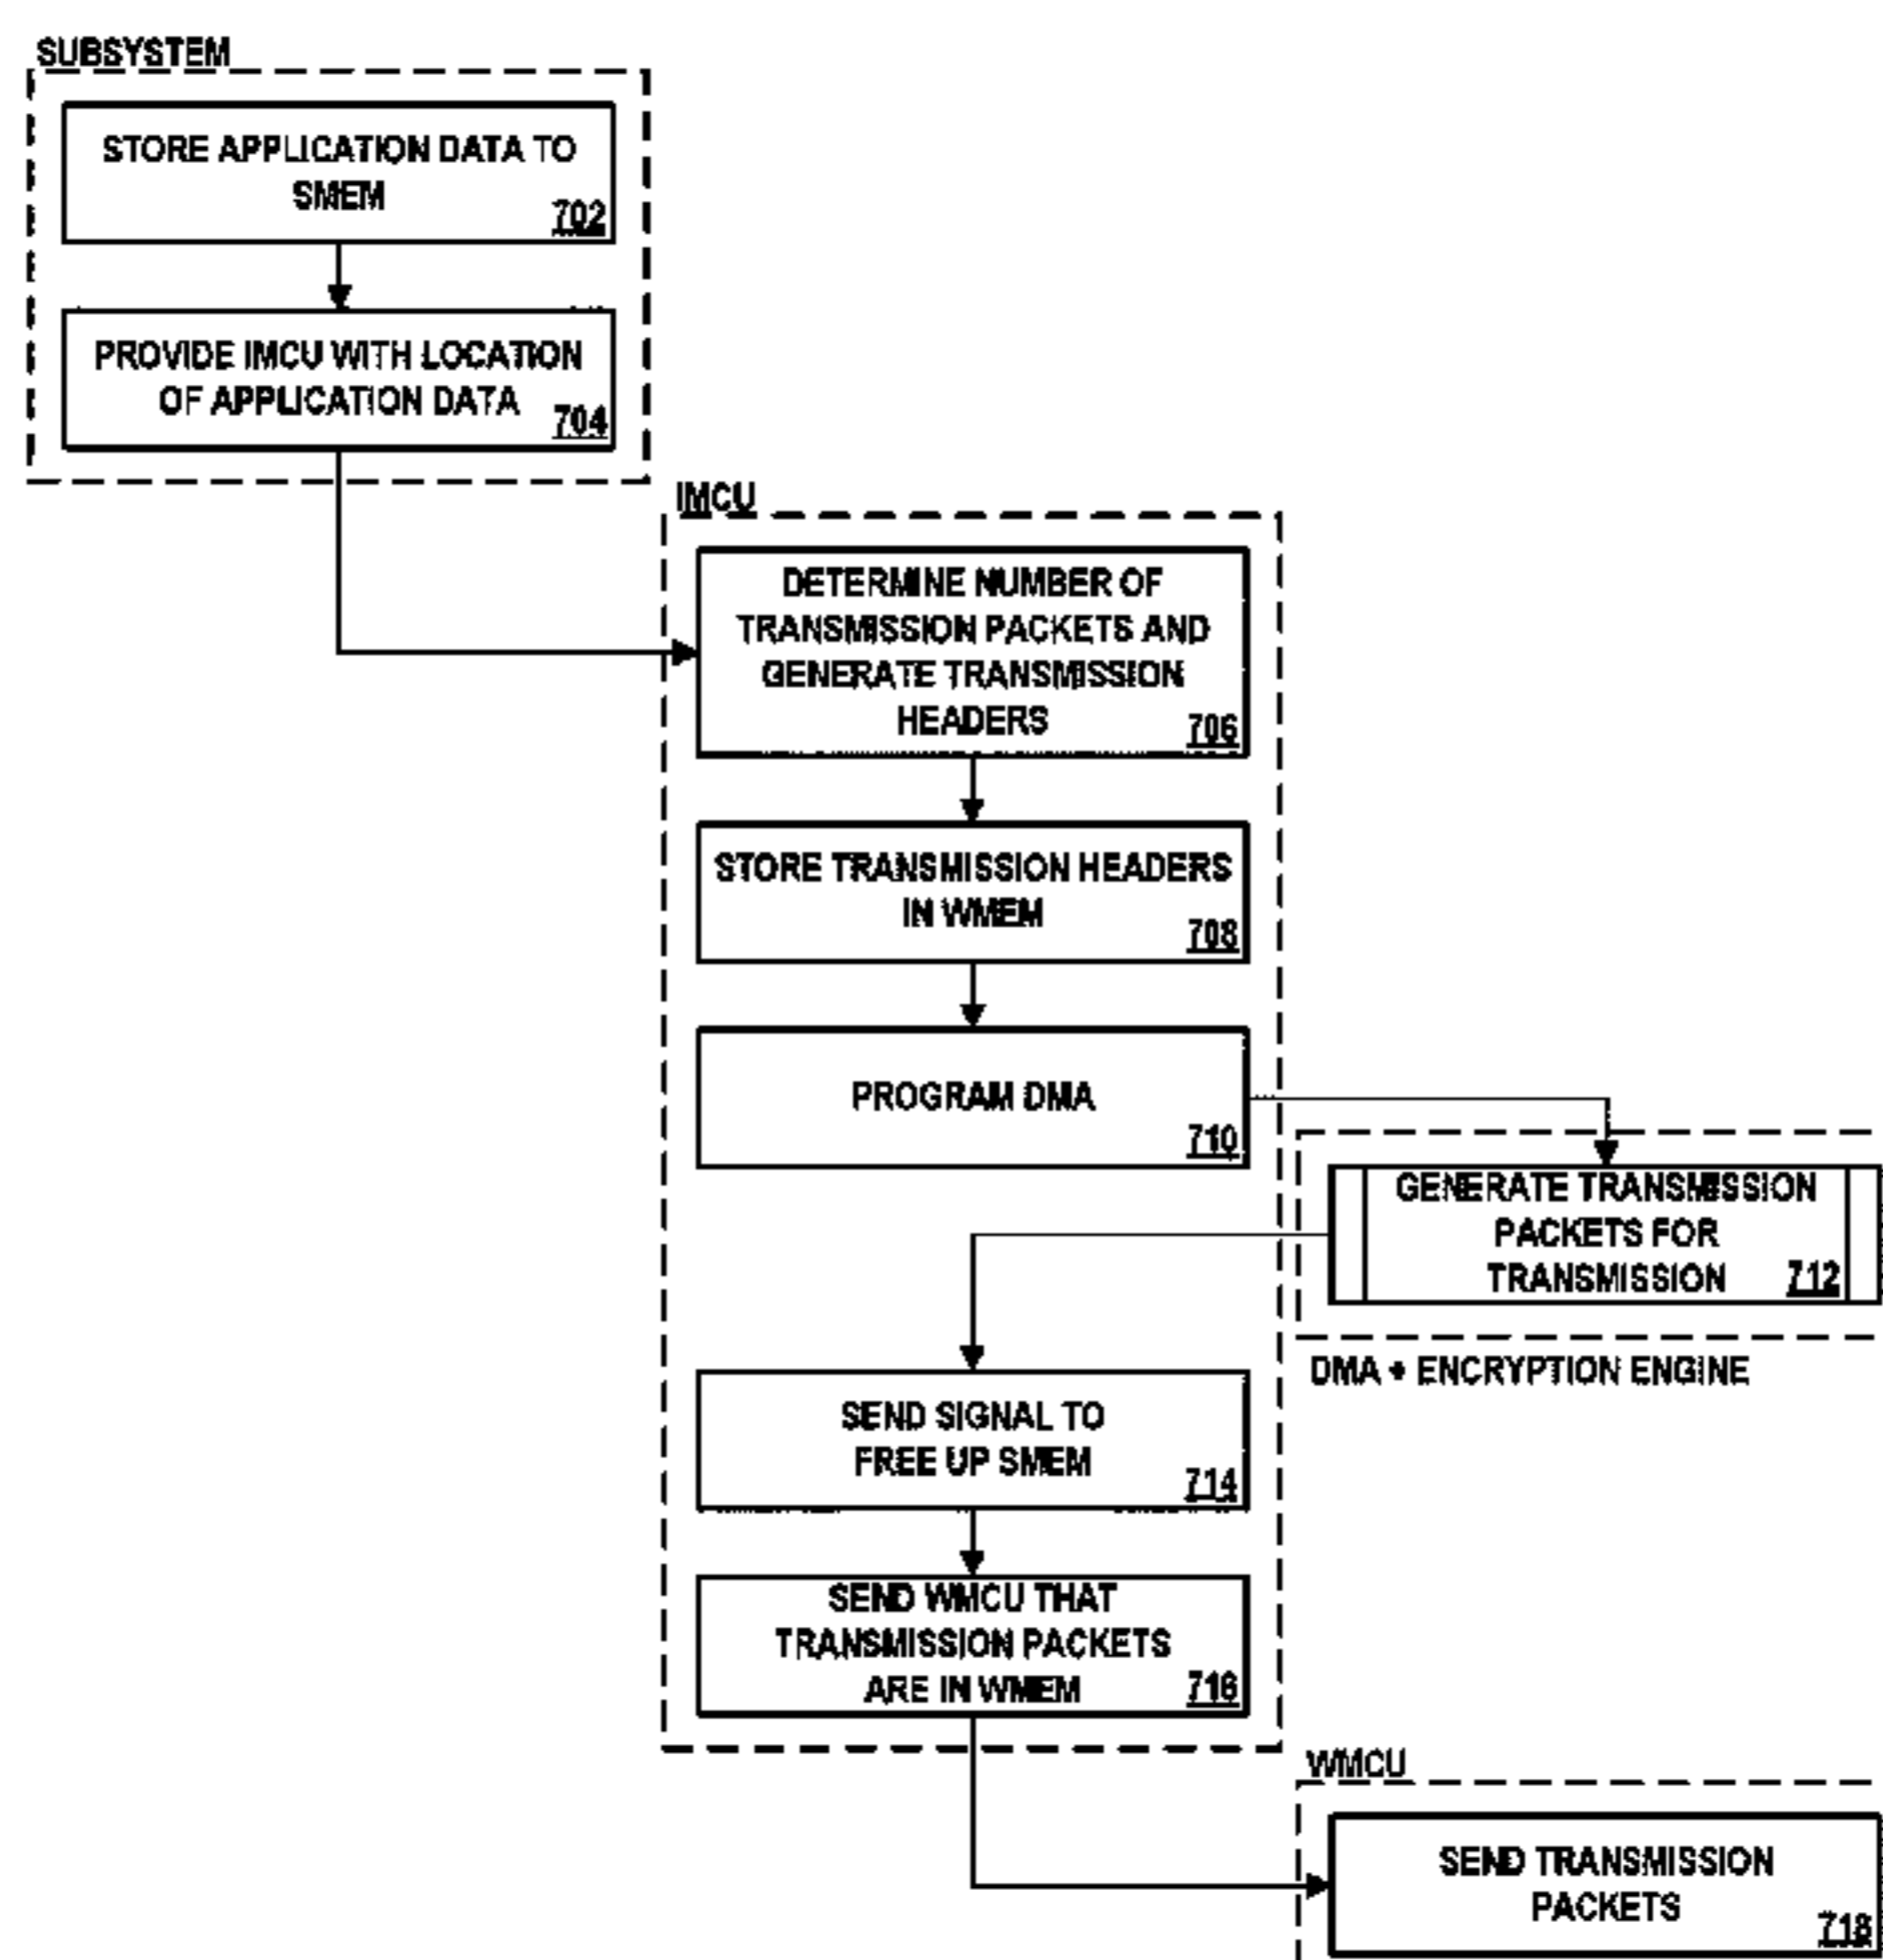 SUBSYSTEM
STORE APPLICATION DATA TO
SMEM
702
PROVIDE IMCU WITH LOCATION
OF APPLICATION DATA
704
IMCU
DETERMINE NUMBER OF
TRANSMISSION PACKETS AND
GENERATE TRANSMISSION
HEADERS
706
STORE TRANSMISSION HEADERS
IN WMEM
708
PROGRAM DMA
710
GENERATE TRANSMISSION
PACKETS FOR
TRANSMISSION
712
DMA + ENCRYPTION ENGINE
SEND SIGNAL TO
FREE UP SMEM
714
SEND WMCU THAT
TRANSMISSION PACKETS
ARE IN WMEM
716
WMCU
SEND TRANSMISSION
PACKETS
718